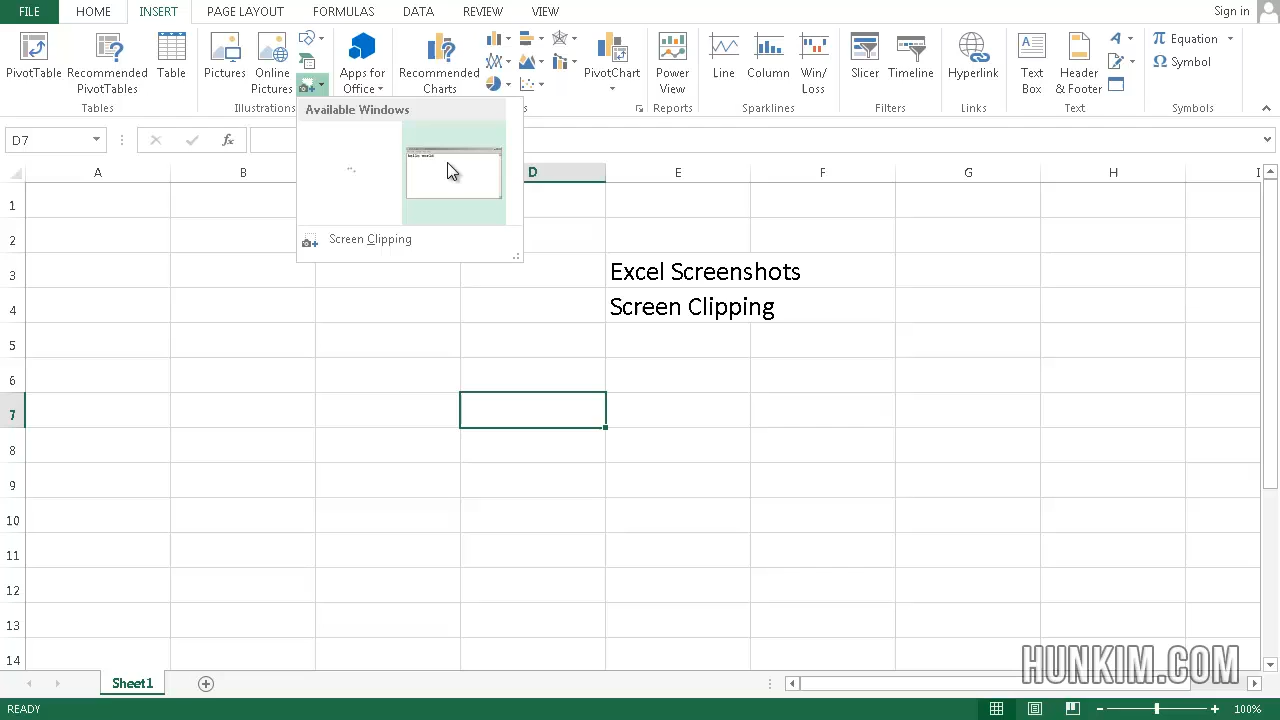 FILE HOME INSERT PAGE LAYOUT FORMULAS DATA REVIEW VIEW Sign in
PivotTable
Recommended
PivotTables
Table
Tables
Pictures
Online
Pictures
Illustrations
Apps for
Office
Recommended
Charts
PivotChart
Power
View
Reports
Line
Column
Win/
Loss
Sparklines
Slicer
Timeline
Filters
Hyperlink
Links
Text
Box
Header
& Footer
Text
Equation
Symbol
Symbols
Available Windows
hello world
Screen Clipping
D7
fx
A B D E F G H I
1
2
3 Excel Screenshots
4 Screen Clipping
5
6
7
8
9
10
11
12
13
14
HUNKIM.COM
Sheet1
READY 100%